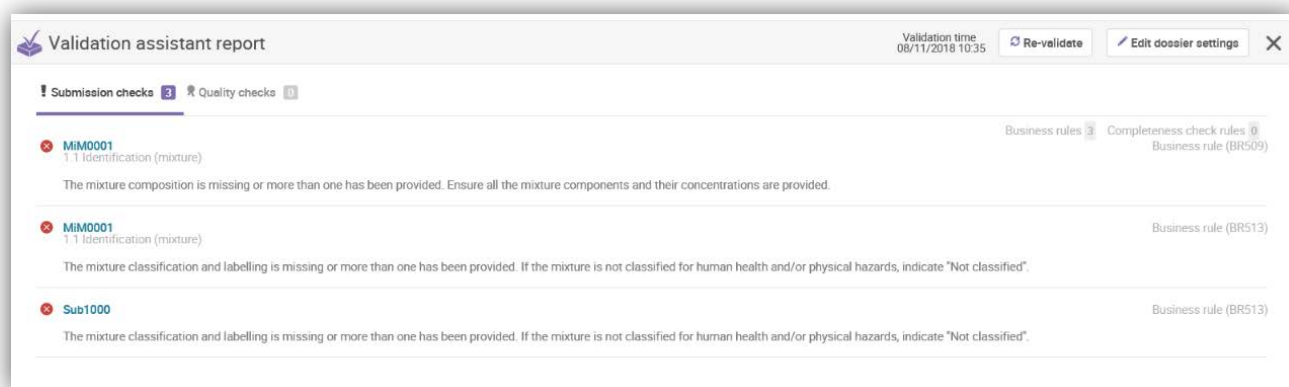 Validation assistant report
Validation time
08/11/2018 10:35
Re-validate
Edit dossier settings
Submission checks 3
Quality checks 0
Business rules 3 Completeness check rules 0
MiM0001
Business rule (BR509)
1.1 Identification (mixture)
The mixture composition is missing or more than one has been provided. Ensure all the mixture components and their concentrations are provided.
MiM0001
Business rule (BR513)
1.1 Identification (mixture)
The mixture classification and labelling is missing or more than one has been provided. If the mixture is not classified for human health and/or physical hazards, indicate "Not classified".
Sub1000
Business rule (BR513)
The mixture classification and labelling is missing or more than one has been provided. If the mixture is not classified for human health and/or physical hazards, indicate "Not classified".